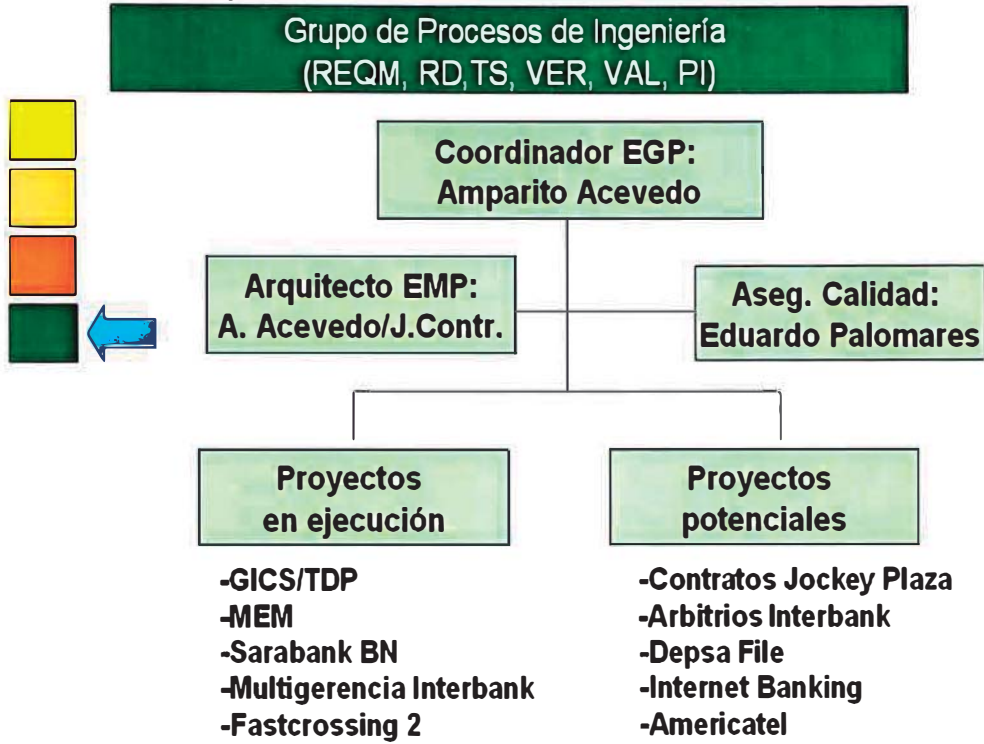 Grupo de Procesos de Ingeniería
(REQM, RD,TS, VER, VAL, PI)
Coordinador EGP:
Amparito Acevedo
Arquitecto EMP:
A. Acevedo/J.Contr.
Aseg. Calidad:
Eduardo Palomares
Proyectos
en ejecución
-GICS/TDP
-MEM
-Sarabank BN
-Multigerencia Interbank
-Fastcrossing 2
Proyectos
potenciales
-Contratos Jockey Plaza
-Arbitrios Interbank
-Depsa File
-Internet Banking
-Americatel